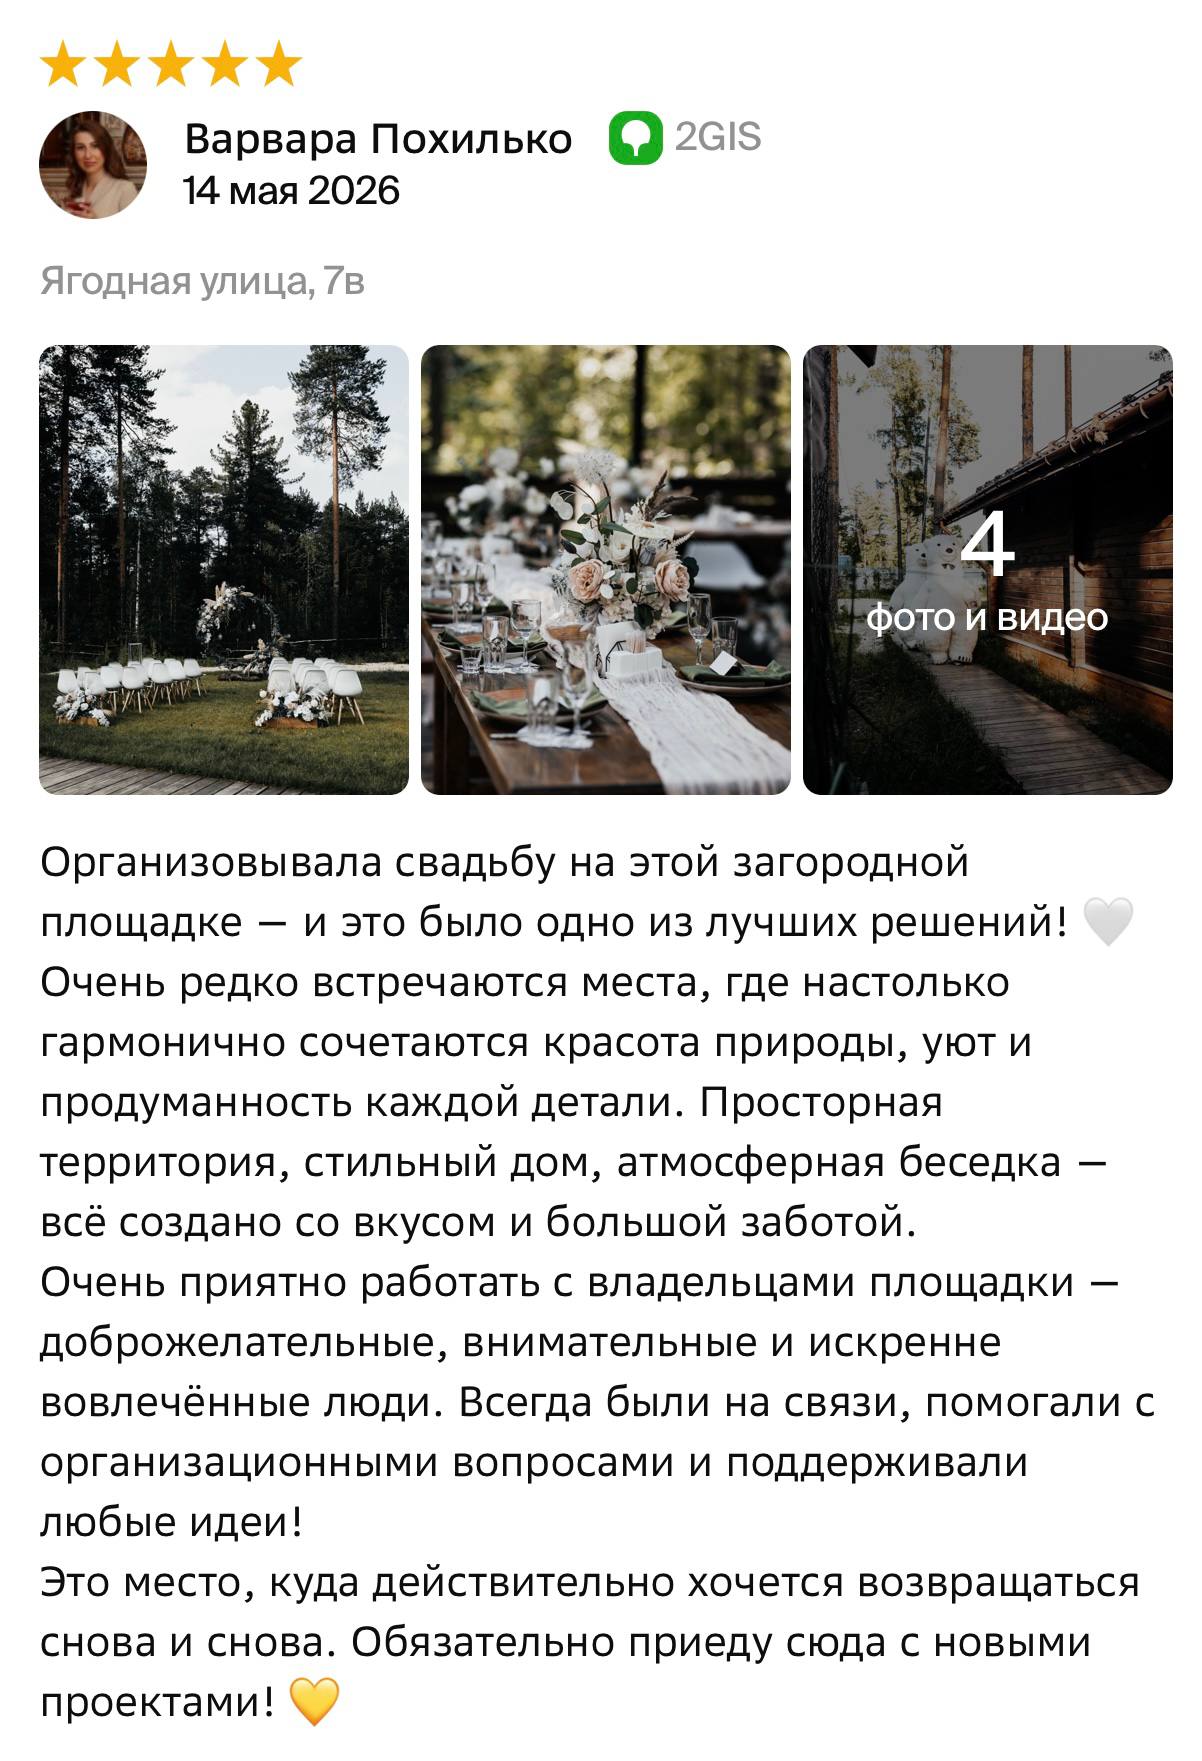 Варвара Похилько
2GIS
14 мая 2026
Ягодная улица, 7в
4
фото и видео
Организовывала свадьбу на этой загородной
площадке — и это было одно из лучших решений! 🤍
Очень редко встречаются места, где настолько
гармонично сочетаются красота природы, уют и
продуманность каждой детали. Просторная
территория, стильный дом, атмосферная беседка —
всё создано со вкусом и большой заботой.
Очень приятно работать с владельцами площадки —
доброжелательные, внимательные и искренне
вовлечённые люди. Всегда были на связи, помогали с
организационными вопросами и поддерживали
любые идеи!
Это место, куда действительно хочется возвращаться
снова и снова. Обязательно приеду сюда с новыми
проектами! 💛